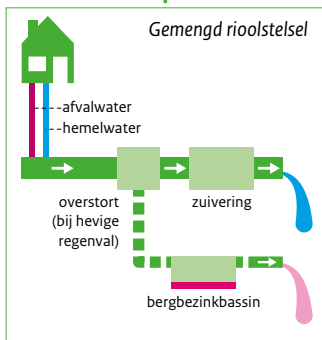 Gemengd rioolstelsel
afvalwater
hemelwater
overstort
(bij hevige
regenval)
zuivering
bergbezinkbassin